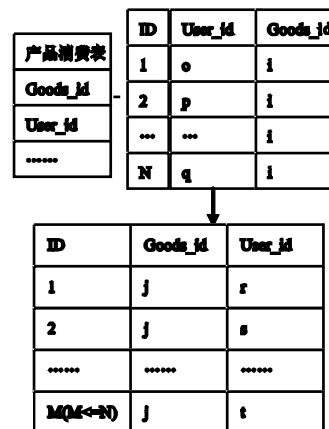 产品消费表
Goods_id
User_id
······
-
ID User_id Goods_id
1 o i
2 p i
··· ··· i
N q i
ID Goods_id User_id
1 j r
2 j s
······ ······ ······
M(M<=N) j t